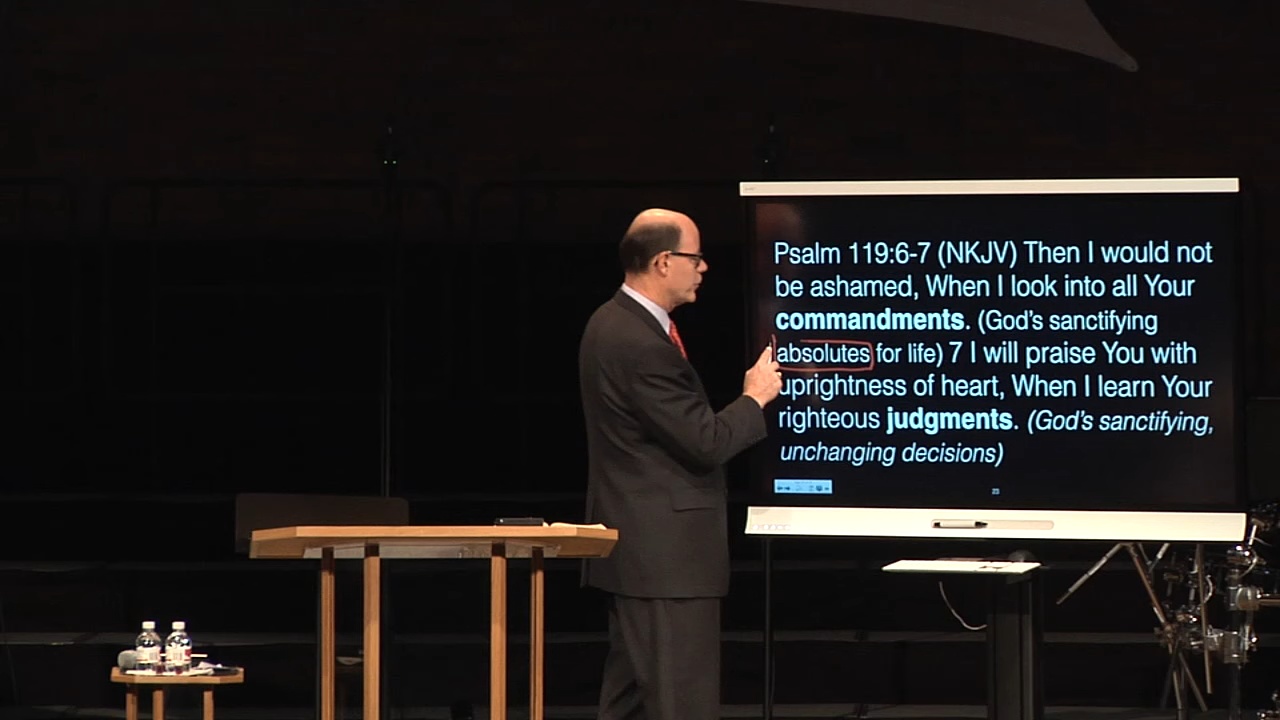 Psalm 119:6-7 (NKJV) Then I would not
be ashamed, When I look into all Your
commandments. (God's sanctifying
absolutes for life) 7 I will praise You with
uprightness of heart, When I learn Your
righteous judgments. (God's sanctifying,
unchanging decisions)
23